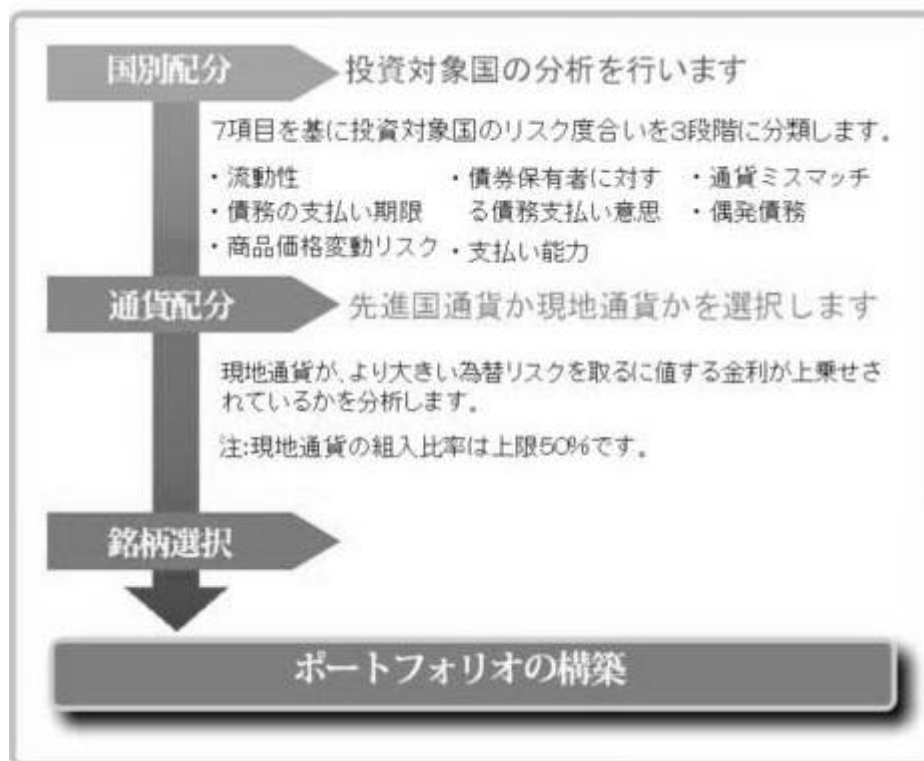 国別配分
投資対象国の分析を行います
7項目を基に投資対象国のリスク度合いを3段階に分類します。
・流動性
・債務の支払い期限
・商品価格変動リスク
・債券保有者に対す
る債務支払い意思
・支払い能力
・通貨ミスマッチ
・偶発債務
通貨配分
先進国通貨か現地通貨かを選択します
現地通貨が、より大きい為替リスクを取るに値する金利が上乗せさ
れているかを分析します。
注:現地通貨の組入比率は上限50%です。
銘柄選択
ポートフォリオの構築